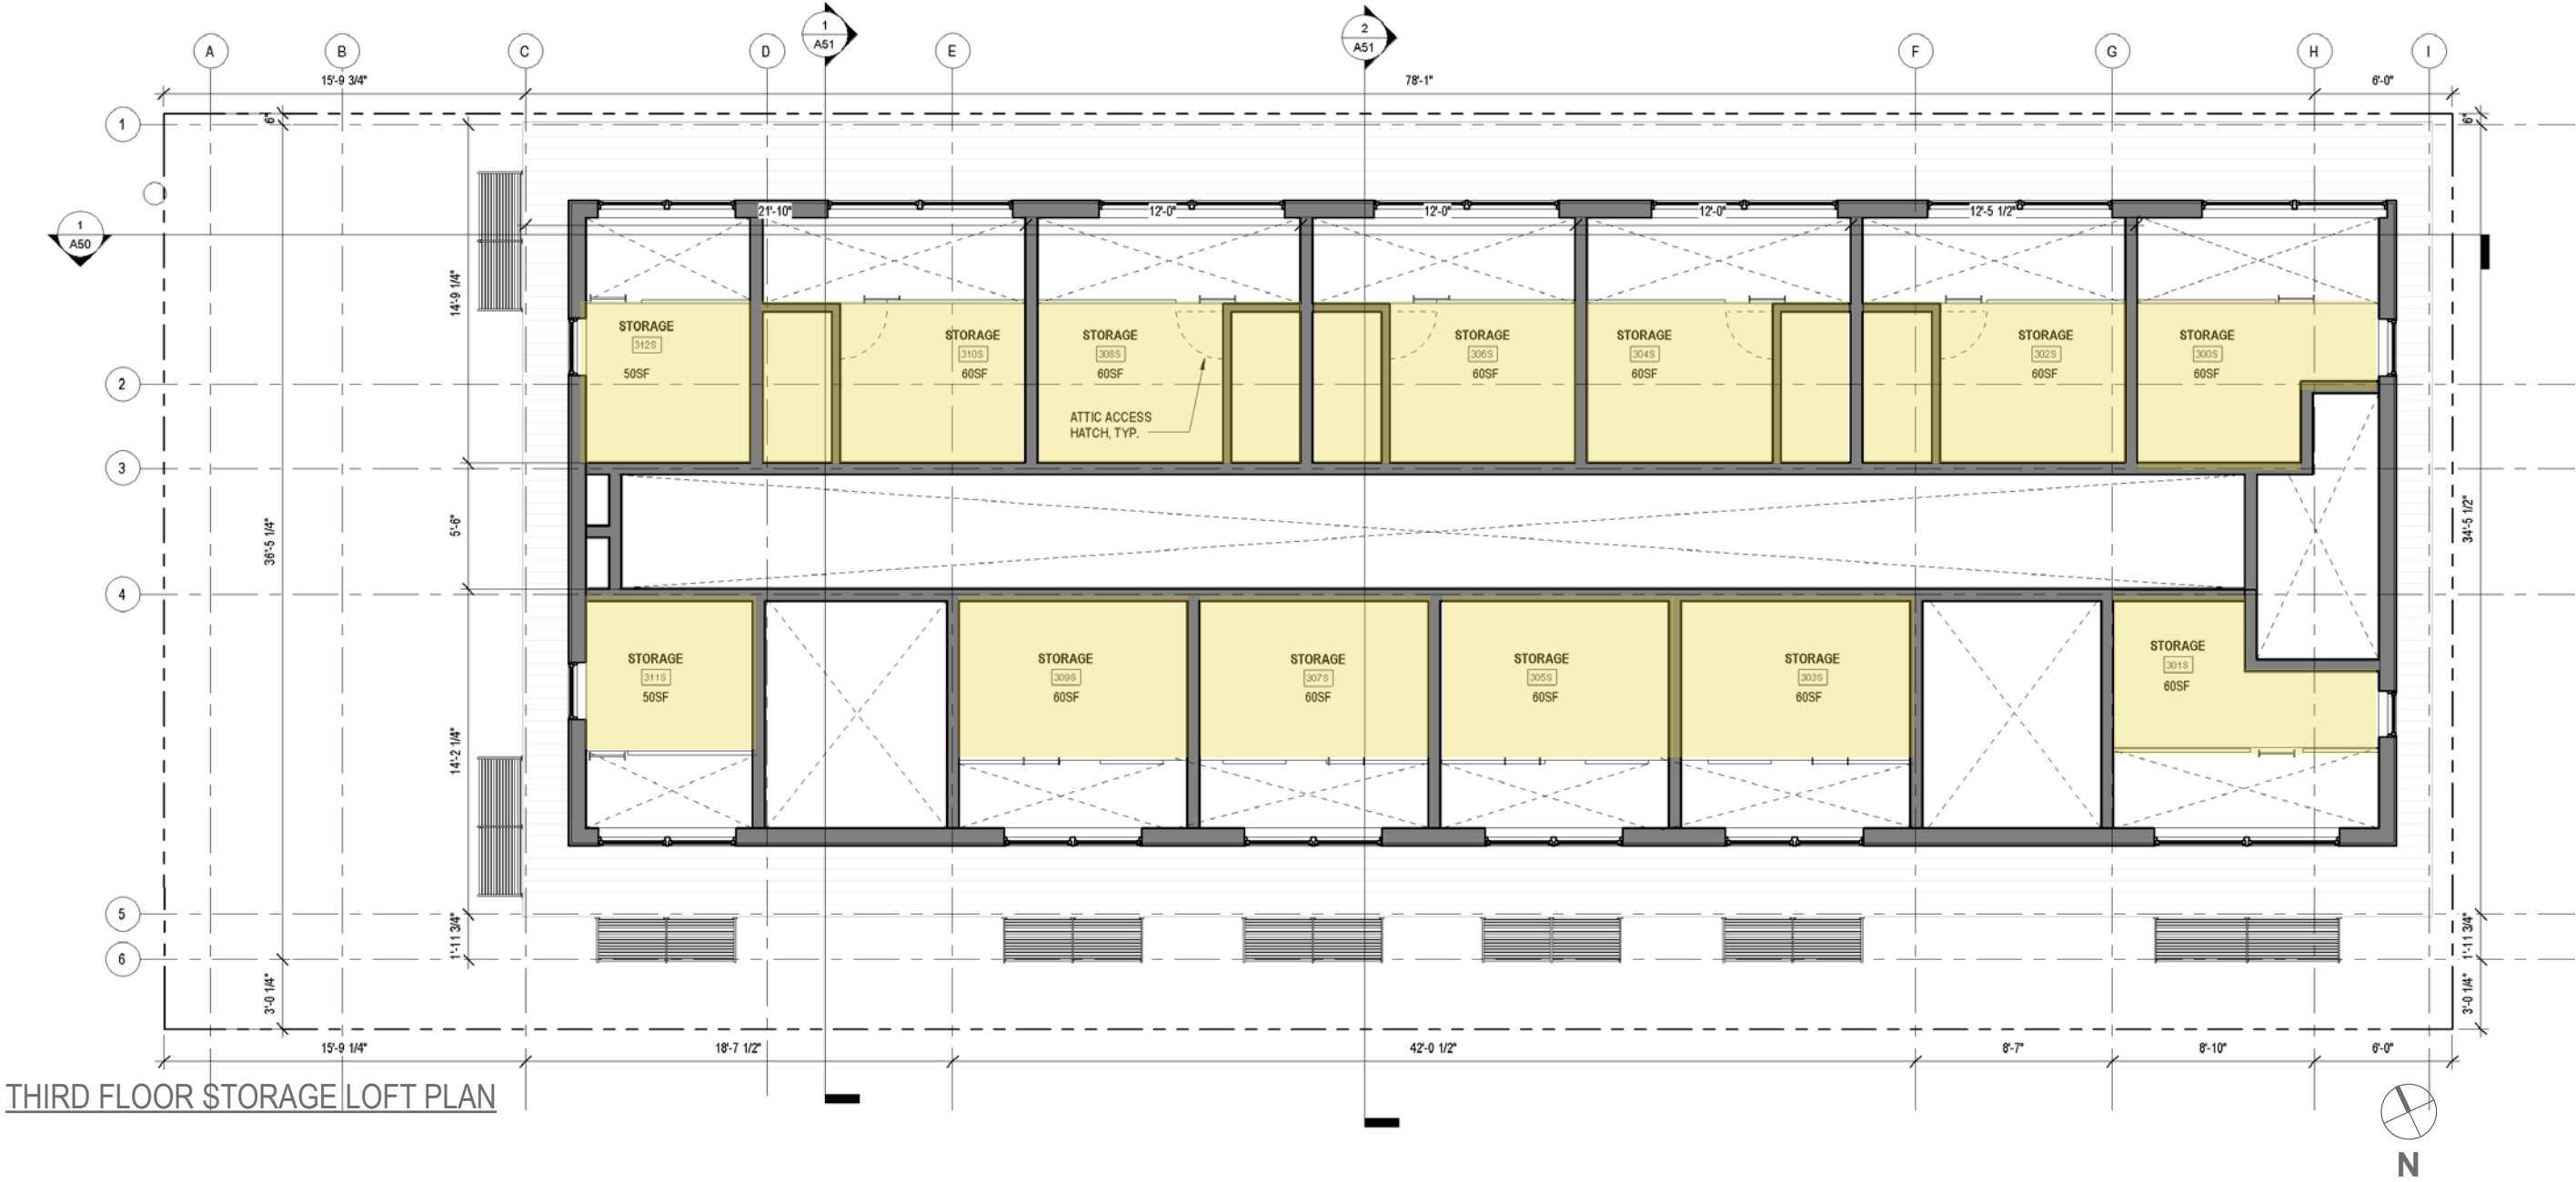 1
A51
2
A51
A
B
C
D
E
F
G
H
I
15'-9 3/4"
78'-1"
6'-0"
1
6"
6"
1
A50
21'-10"
12'-0"
12'-0"
12'-0"
12'-5 1/2"
14'-9 1/4"
STORAGE
312S
50SF
STORAGE
310S
60SF
STORAGE
308S
60SF
STORAGE
306S
60SF
STORAGE
304S
60SF
STORAGE
302S
60SF
STORAGE
300S
60SF
2
ATTIC ACCESS
HATCH, TYP.
3
36'-5 1/4"
5'-6"
34'-5 1/2"
4
STORAGE
311S
50SF
STORAGE
309S
60SF
STORAGE
307S
60SF
STORAGE
305S
60SF
STORAGE
303S
60SF
STORAGE
301S
60SF
14'-2 1/4"
5
1'-11 3/4"
1'-11 3/4"
6
3'-0 1/4"
3'-0 1/4"
15'-9 1/4"
18'-7 1/2"
42'-0 1/2"
8'-7"
8'-10"
6'-0"
THIRD FLOOR STORAGE LOFT PLAN
N